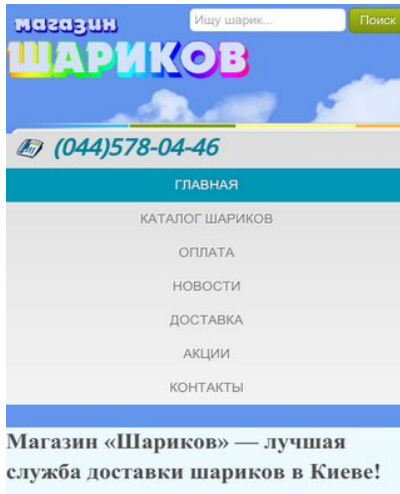 магазин
Ищу шарик...
Поиск
ШАРИКОВ
(044)578-04-46
ГЛАВНАЯ
КАТАЛОГ ШАРИКОВ
ОПЛАТА
НОВОСТИ
ДОСТАВКА
АКЦИИ
КОНТАКТЫ
Магазин «Шариков» — лучшая
служба доставки шариков в Киеве!